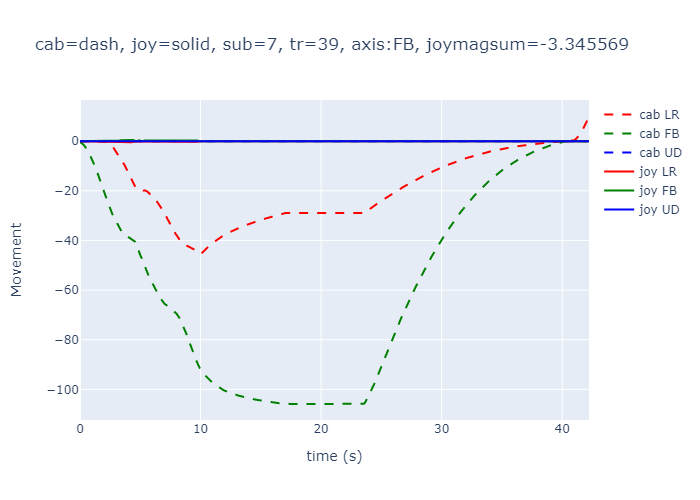 cab=dash, joy=solid, sub=7, tr=39, axis:FB, joymagsum=-3.345569
cab LR
cab FB
cab UD
joy LR
joy FB
joy UD
Movement
0
−20
−40
−60
−80
−100
0
10
20
30
40
time (s)